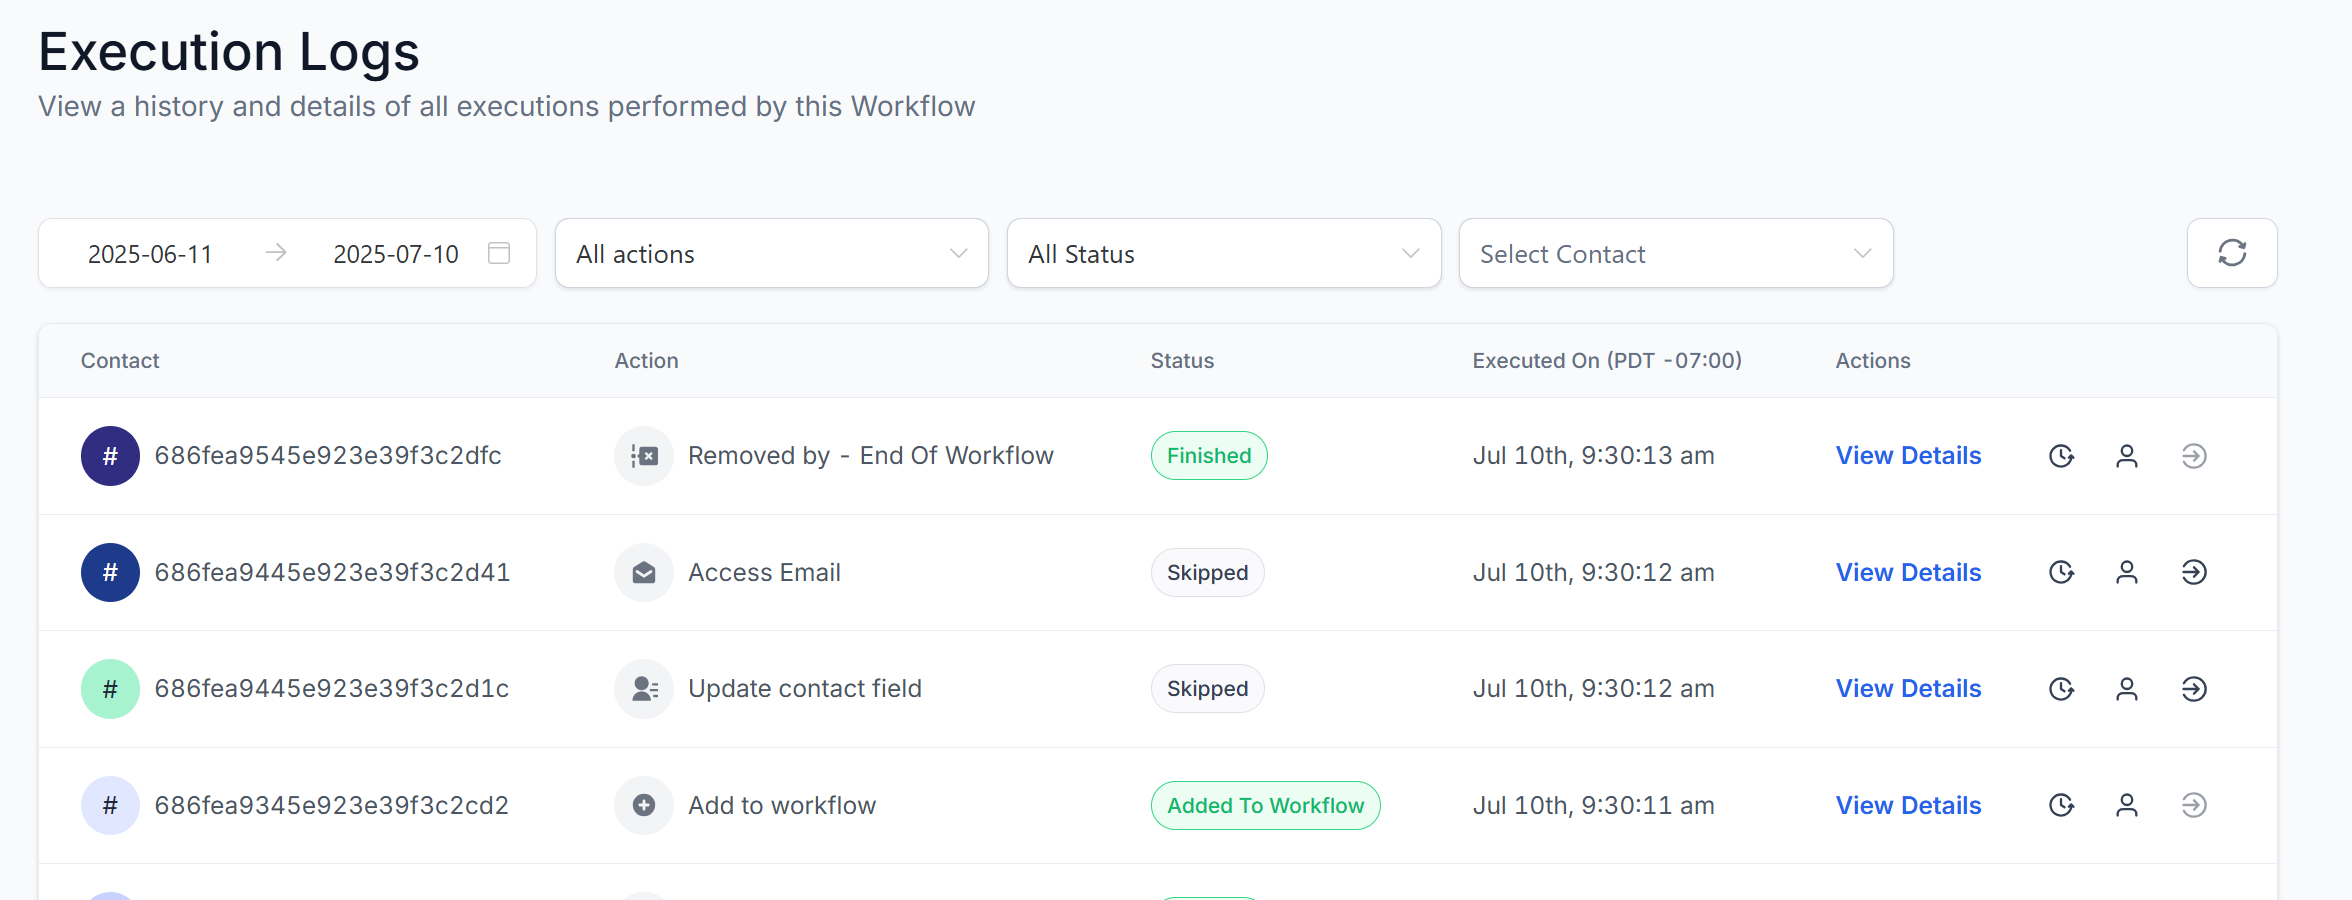 Execution Logs
View a history and details of all executions performed by this Workflow
2025-06-11 → 2025-07-10 All actions All Status Select Contact
Contact Action Status Executed On (PDT -07:00) Actions
# 686fea9545e923e39f3c2dfc Removed by - End Of Workflow Finished Jul 10th, 9:30:13 am View Details
# 686fea9445e923e39f3c2d41 Access Email Skipped Jul 10th, 9:30:12 am View Details
# 686fea9445e923e39f3c2d1c Update contact field Skipped Jul 10th, 9:30:12 am View Details
# 686fea9345e923e39f3c2cd2 Add to workflow Added To Workflow Jul 10th, 9:30:11 am View Details